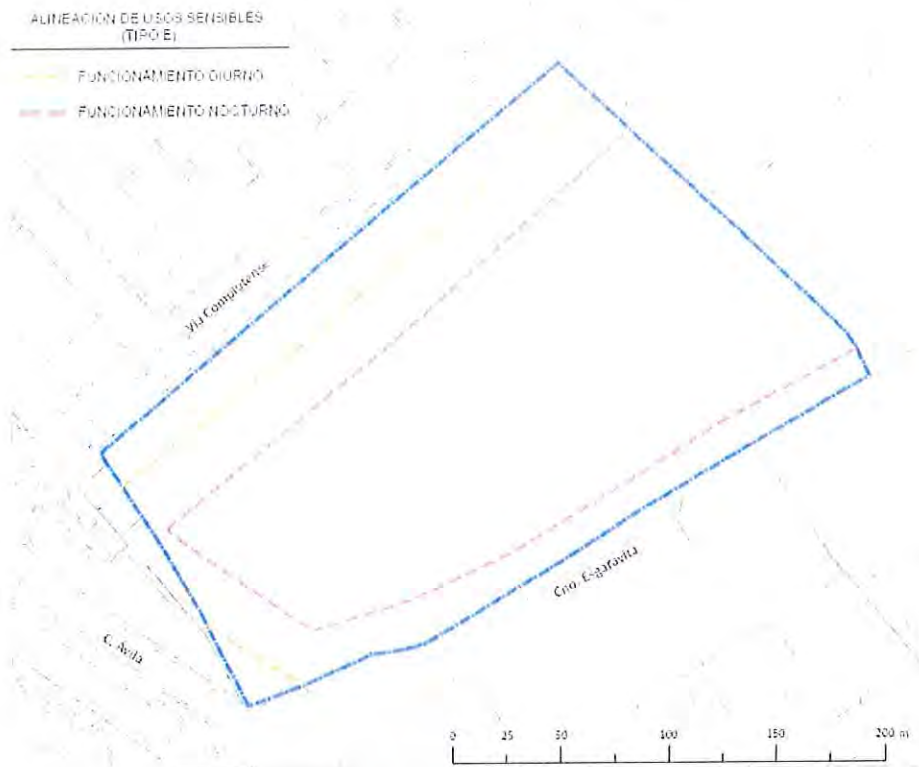 ALINEACIÓN DE USOS SENSIBLES
(TIPO E)
FUNCIONAMIENTO DIURNO
FUNCIONAMIENTO NOCTURNO
Vía Complutense
C. Ávila
Cno. Esgaravita
0 25 50 100 150 200 m